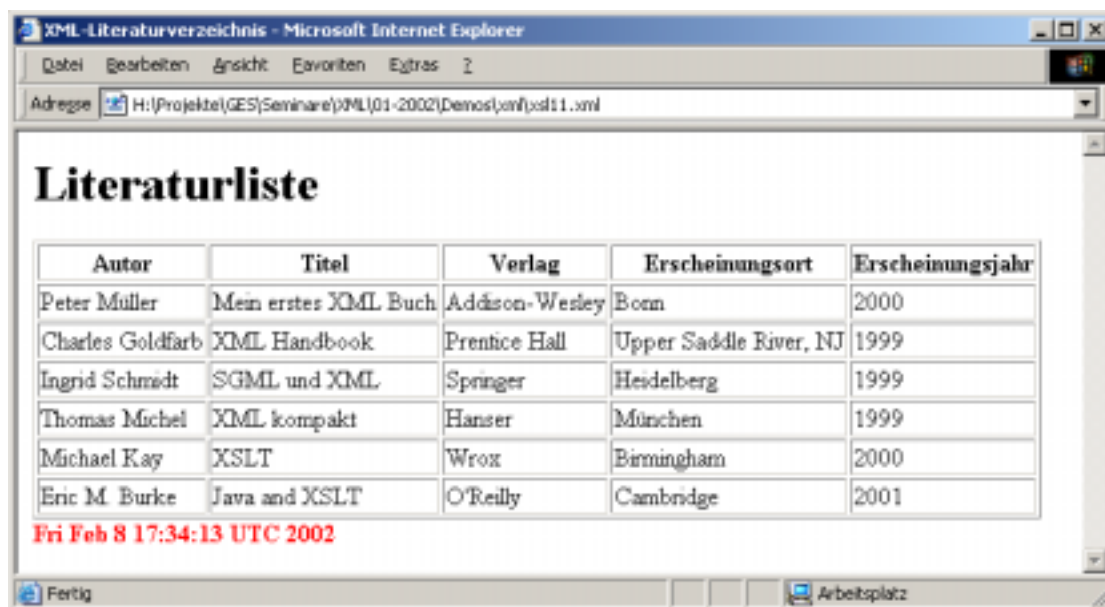 XML-Literaturverzeichnis - Microsoft Internet Explorer
Datei Bearbeiten Ansicht Favoriten Extras ?
Adresse H:\Projekte\GES\Seminare\XML\01-2002\Demos\xml\xsl11.xml
Literaturliste
Autor Titel Verlag Erscheinungsort Erscheinungsjahr
Peter Müller Mein erstes XML Buch Addison-Wesley Bonn 2000
Charles Goldfarb XML Handbook Prentice Hall Upper Saddle River, NJ 1999
Ingrid Schmidt SGML und XML Springer Heidelberg 1999
Thomas Michel XML kompakt Hanser München 1999
Michael Kay XSLT Wrox Birmingham 2000
Eric M. Burke Java and XSLT O'Reilly Cambridge 2001
Fri Feb 8 17:34:13 UTC 2002
Fertig Arbeitsplatz